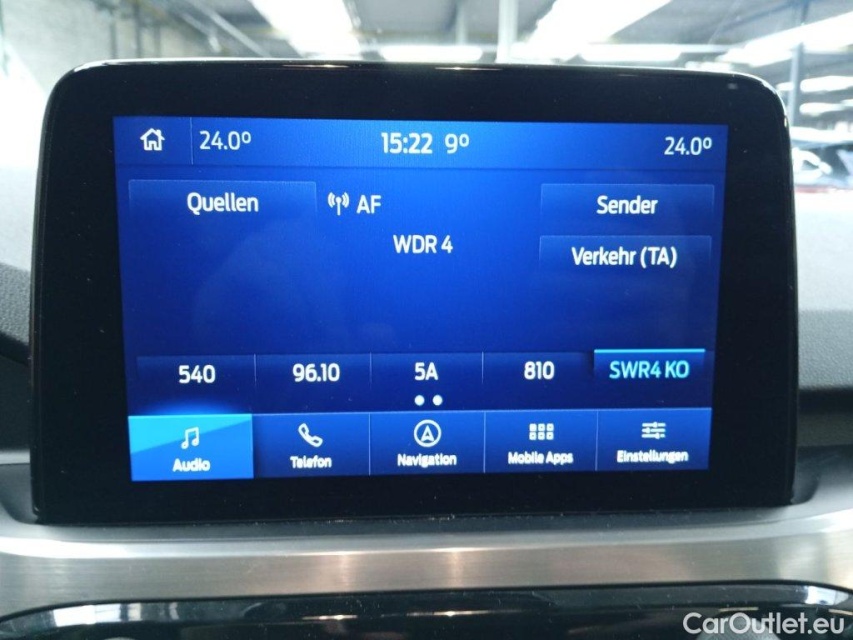 24.0° 15:22 9° 24.0°
Quellen AF Sender
WDR 4
Verkehr (TA)
540 96.10 5A 810 SWR4 KO
Audio Telefon Navigation Mobile Apps Einstellungen
CarOutlet.eu